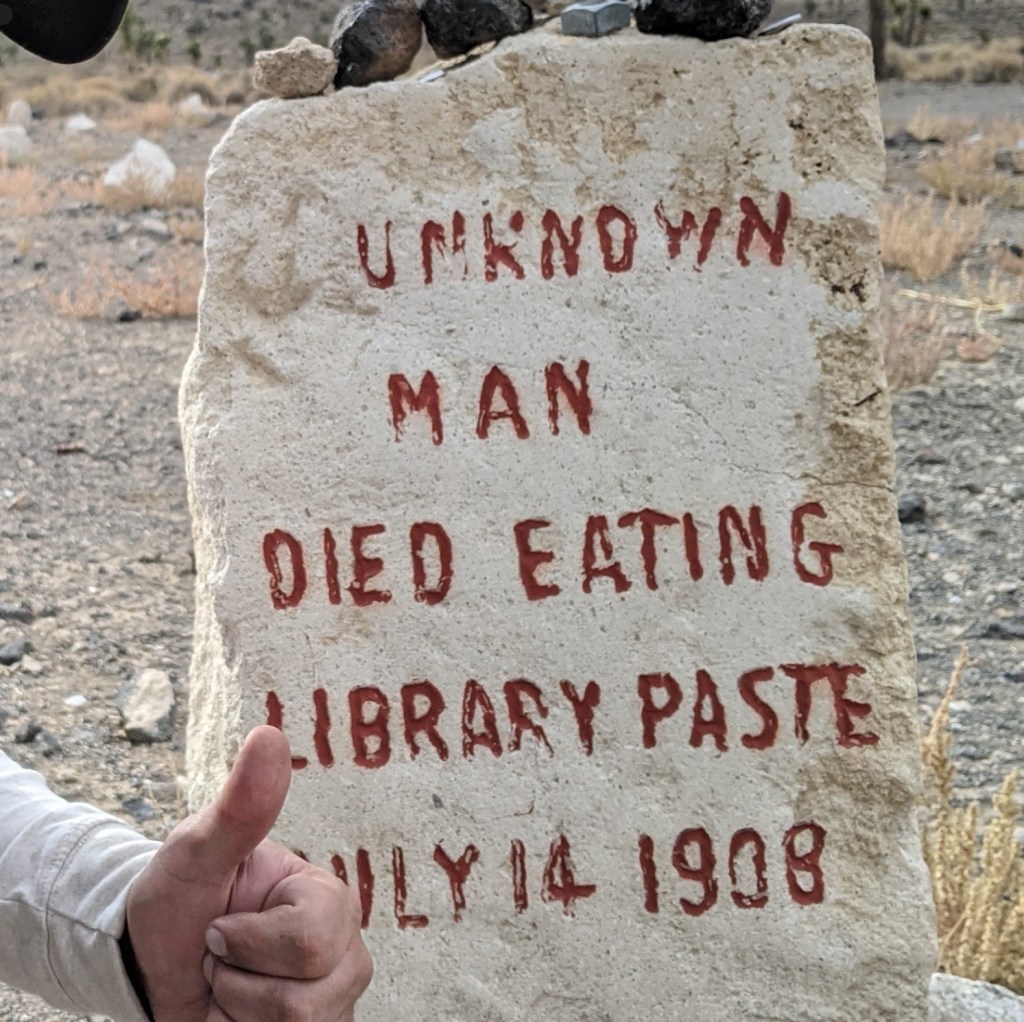 UNKNOWN
MAN
DIED EATING
LIBRARY PASTE
JULY 14 1908